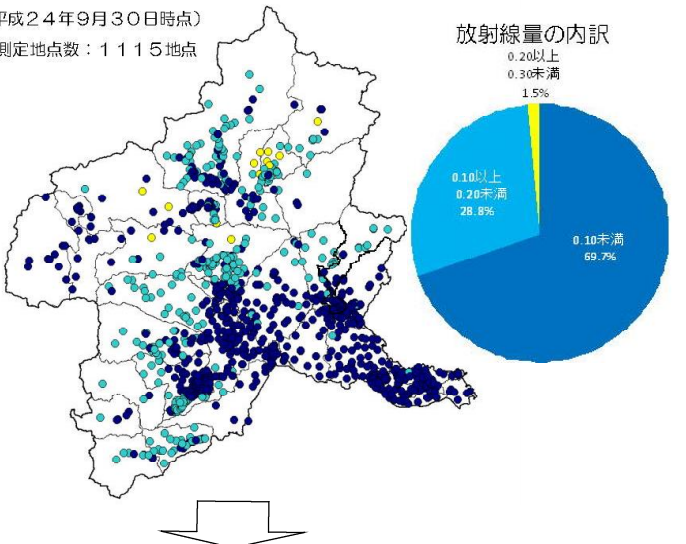 平成２４年９月３０日時点）
測定地点数：１１１５地点
放射線量の内訳
0.20以上
0.30未満
1.5%
0.10以上
0.20未満
28.8%
0.10未満
69.7%